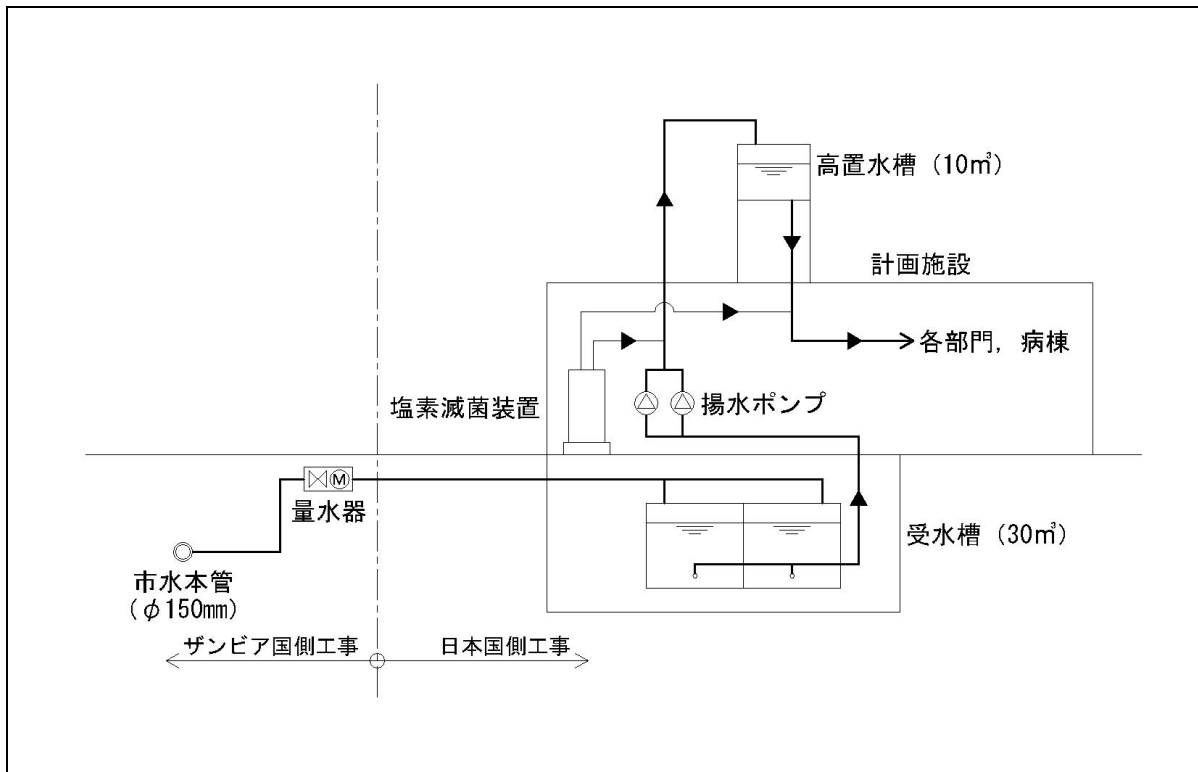 高置水槽 (10㎥)
計画施設
各部門, 病棟
塩素滅菌装置
揚水ポンプ
M
量水器
受水槽 (30㎥)
市水本管
(φ150㎜)
ザンビア国側工事
日本国側工事